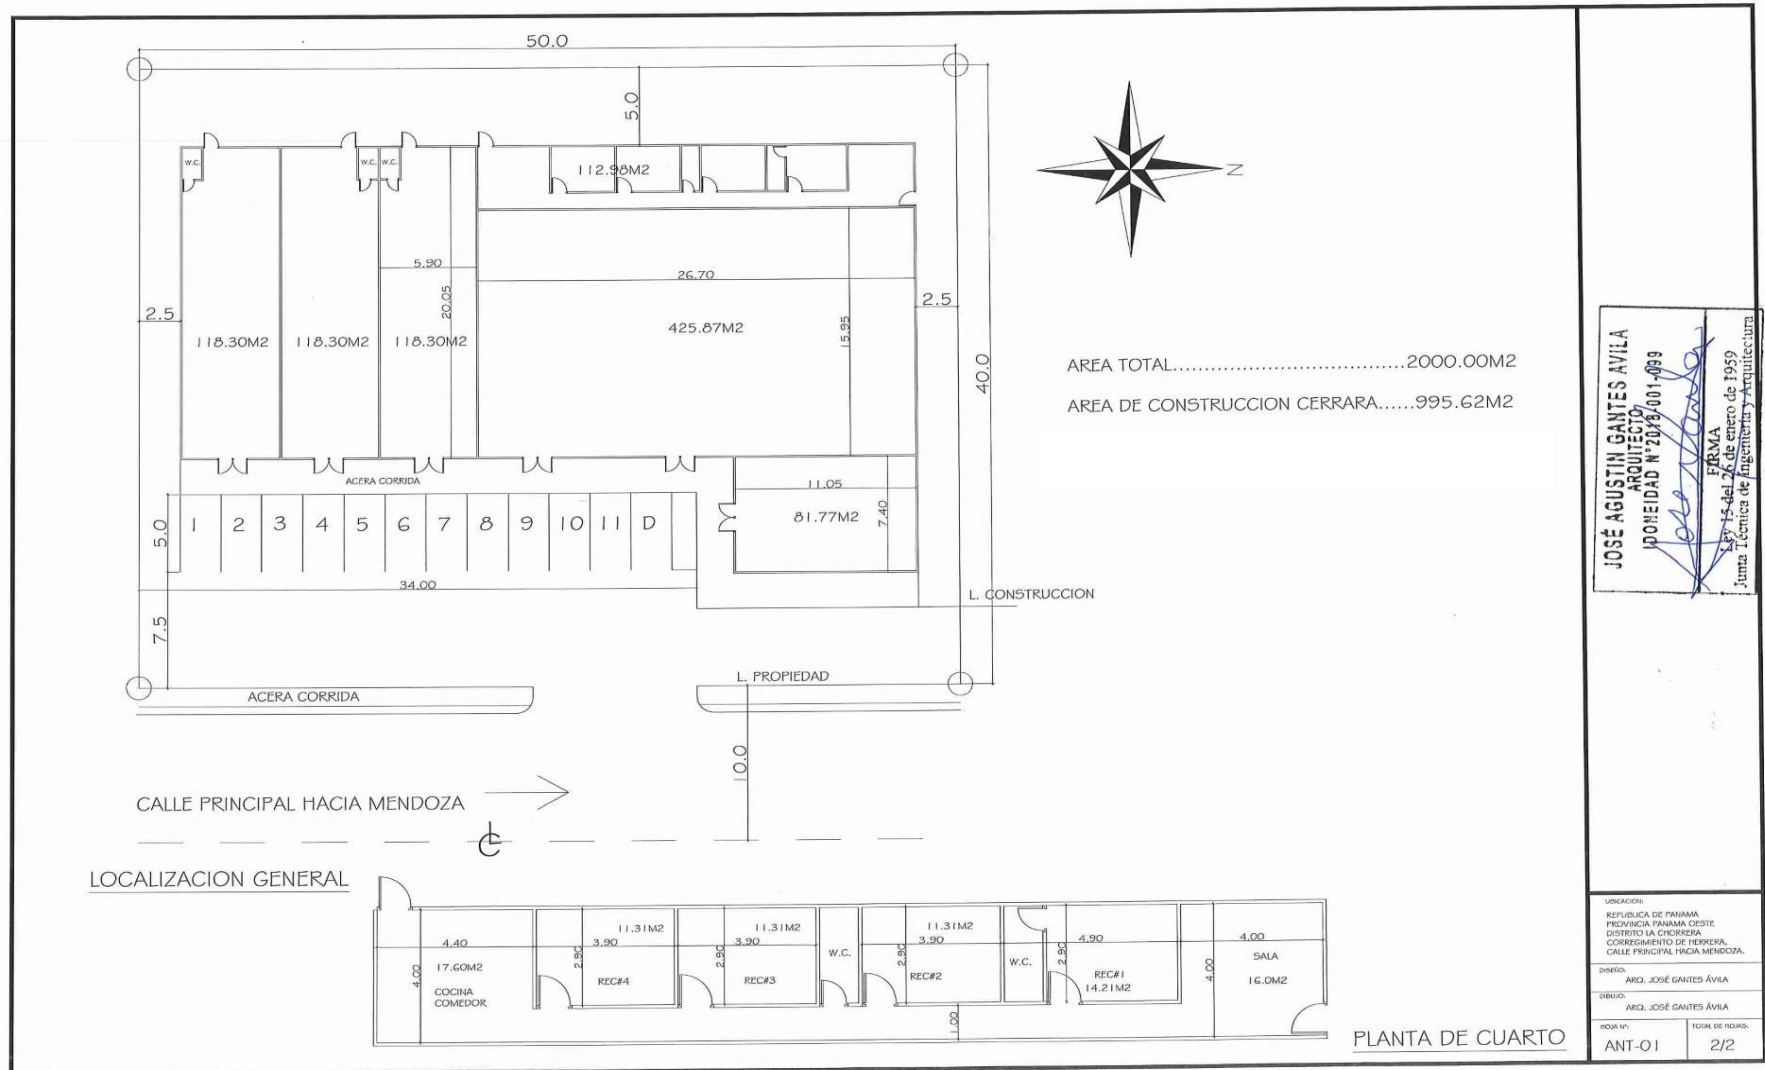 50.0
5.0
W.C.
W.C.
W.C.
112.98M2
N
5.90
20.05
26.70
15.95
2.5
2.5
118.30M2
118.30M2
118.30M2
425.87M2
40.0
AREA TOTAL....................................2000.00M2
AREA DE CONSTRUCCION CERRARA......995.62M2
ACERA CORRIDA
11.05
81.77M2
7.40
5.0
1
2
3
4
5
6
7
8
9
10
11
D
34.00
L. CONSTRUCCION
7.5
L. PROPIEDAD
ACERA CORRIDA
10.0
CALLE PRINCIPAL HACIA MENDOZA
LOCALIZACION GENERAL
4.40
4.00
17.60M2
COCINA
COMEDOR
11.31M2
3.90
2.90
REC#4
11.31M2
3.90
2.90
REC#3
W.C.
11.31M2
3.90
2.90
REC#2
W.C.
4.90
2.90
REC#1
14.21M2
4.00
4.00
SALA
16.0M2
1.00
PLANTA DE CUARTO
JOSÉ AGUSTIN GANTES AVILA
ARQUITECTO
IDONEIDAD Nº2018-001-099
FIRMA
Ley 15 del 26 de enero de 1959
Junta Técnica de Ingeniería y Arquitectura
UBICACION:
REPUBLICA DE PANAMA
PROVINCIA PANAMA OESTE
DISTRITO LA CHORRERA
CORREGIMIENTO DE HERRERA,
CALLE PRINCIPAL HACIA MENDOZA.
DISEÑO:
ARQ. JOSÉ GANTES ÁVILA
DIBUJO:
ARQ. JOSÉ GANTES ÁVILA
HOJA Nº:
ANT-01
TOTAL DE HOJAS:
2/2